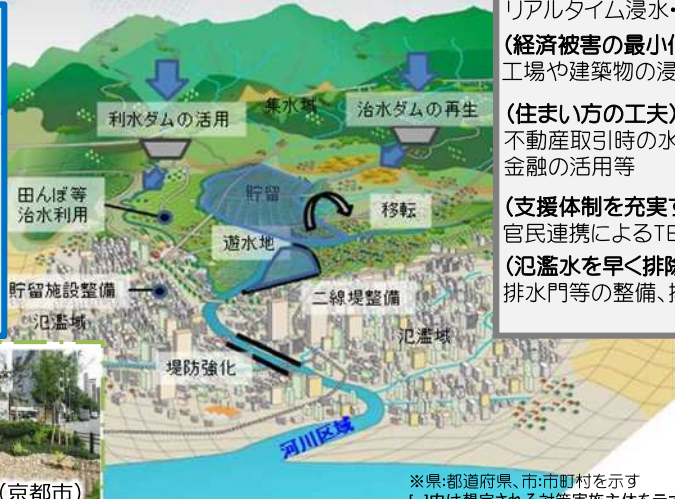 利水ダムの活用
集水域
治水ダムの再生
田んぼ等
治水利用
貯留
移転
遊水地
貯留施設整備
二線堤整備
氾濫域
氾濫域
堤防強化
河川区域
(京都市)
リアルタイム浸水・
(経済被害の最小化
工場や建築物の浸
(住まい方の工夫)
不動産取引時の水
金融の活用等
(支援体制を充実す
官民連携によるTE
(氾濫水を早く排除
排水門等の整備、排
※県:都道府県、市:市町村を示す